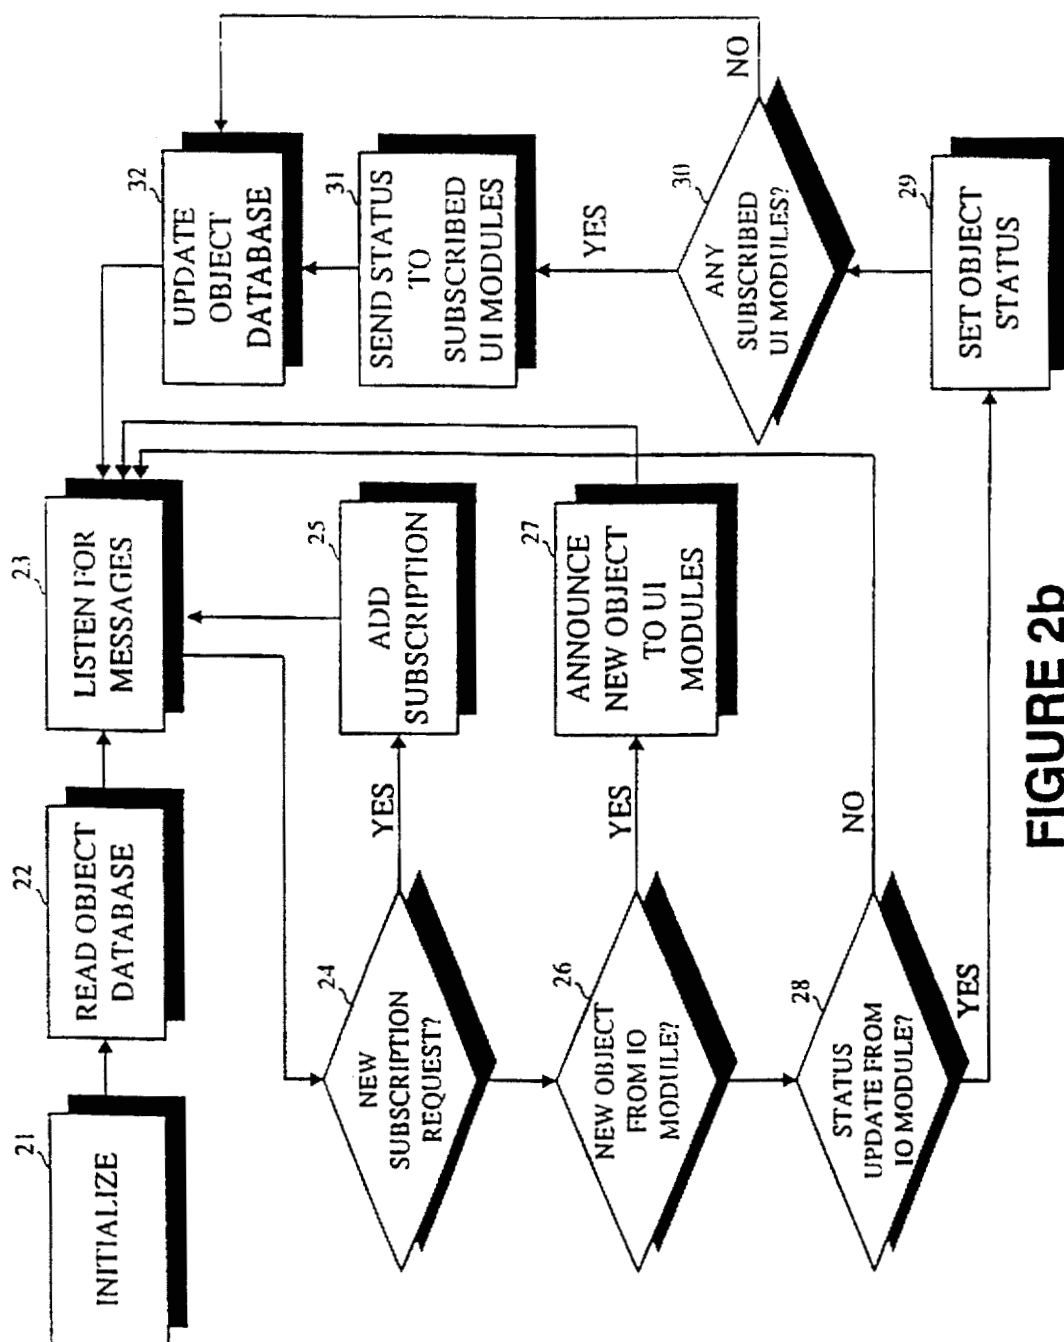 21
INITIALIZE
22
READ OBJECT
DATABASE
23
LISTEN FOR
MESSAGES
24
NEW
SUBSCRIPTION
REQUEST?
YES
25
ADD
SUBSCRIPTION
26
NEW OBJECT
FROM IO
MODULE?
YES
27
ANNOUNCE
NEW OBJECT
TO UI
MODULES
28
STATUS
UPDATE FROM
IO MODULE?
NO
YES
29
SET OBJECT
STATUS
30
ANY
SUBSCRIBED
UI MODULES?
NO
YES
31
SEND STATUS
TO
SUBSCRIBED
UI MODULES
32
UPDATE
OBJECT
DATABASE
FIGURE 2b